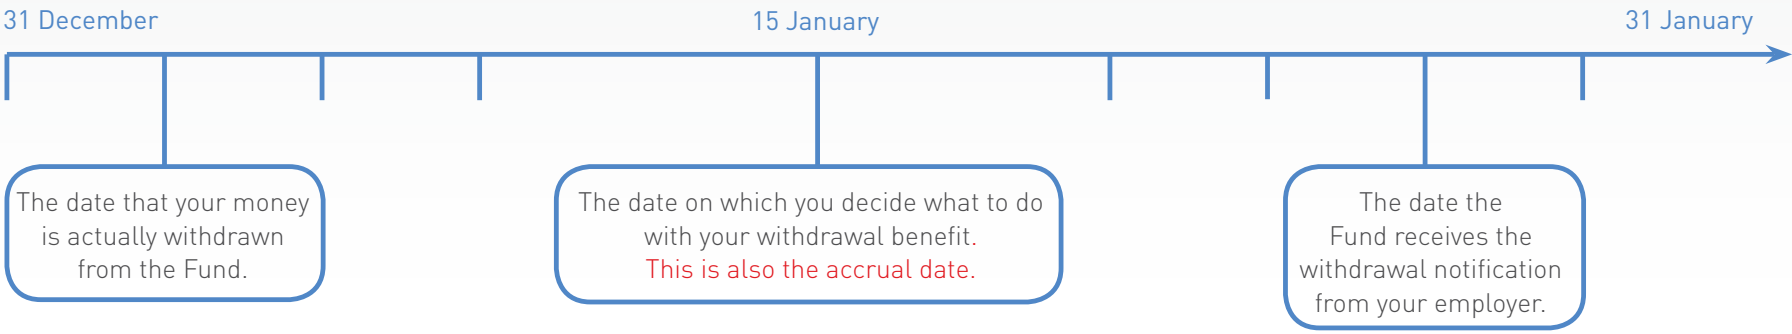 31 December
15 January
31 January
The date that your money
is actually withdrawn
from the Fund.
The date on which you decide what to do
with your withdrawal benefit.
This is also the accrual date.
The date the
Fund receives the
withdrawal notification
from your employer.